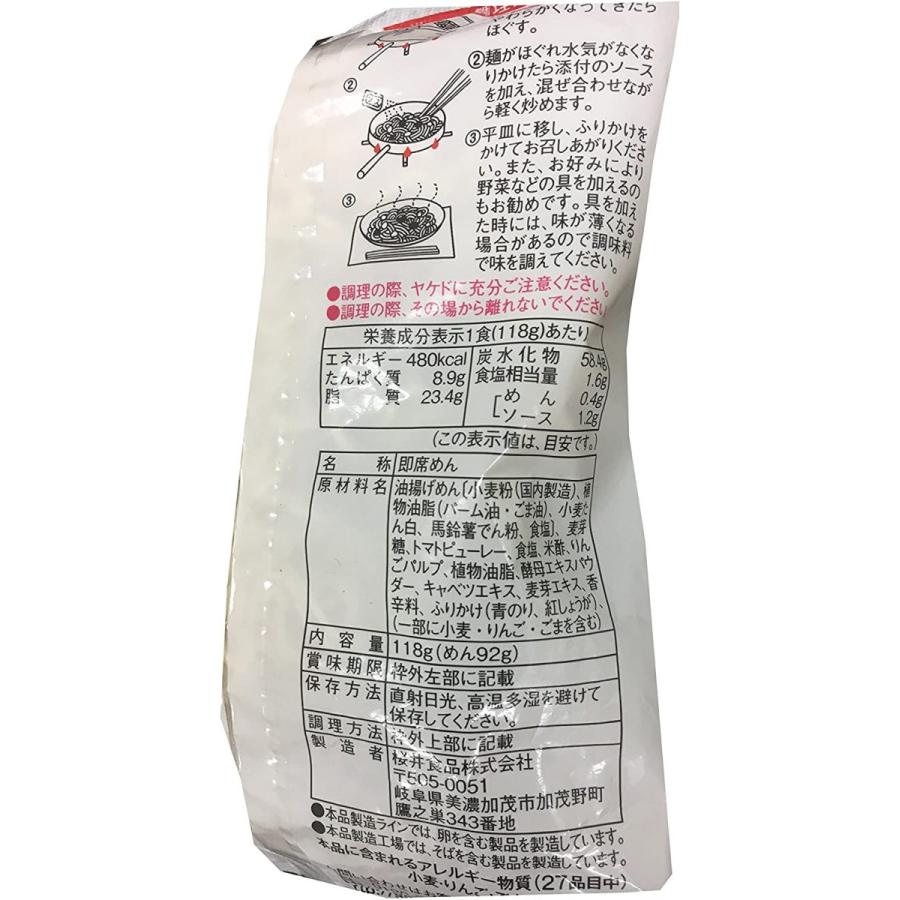 やわらかくなってきたら
ほぐす。
②麺がほぐれ水気がなくな
りかけたら添付のソース
を加え、混ぜ合わせなが
ら軽く炒めます。
③平皿に移し、ふりかけを
かけてお召しあがりくださ
い。また、お好みにより
野菜などの具を加えるの
もお勧めです。具を加え
た時には、味が薄くなる
場合があるので調味料
で味を調えてください。
②
③
●調理の際、ヤケドに充分ご注意ください。
●調理の際、その場から離れないでください
栄養成分表示1食(118g)あたり
エネルギー 480kcal 炭水化物 58.4g
たんぱく質 8.9g 食塩相当量 1.6g
脂質 23.4g めん 0.4g
ソース 1.2g
(この表示値は、目安です。)
名称 即席めん
原材料名 油揚げめん〔小麦粉(国内製造)、植
物油脂(パーム油・ごま油)、小麦た
ん白、馬鈴薯でん粉、食塩〕、麦芽
糖、トマトピューレー、食塩、米酢、りん
ごパルプ、植物油脂、酵母エキスパウ
ダー、キャベツエキス、麦芽エキス、香
辛料、ふりかけ(青のり、紅しょうが)、
(一部に小麦・りんご・ごまを含む)
内容量 118g(めん92g)
賞味期限 枠外左部に記載
保存方法 直射日光、高温多湿を避けて
保存してください。
調理方法 枠外上部に記載
製造者 桜井食品株式会社
〒505-0051
岐阜県美濃加茂市加茂野町
鷹之巣343番地
●本品製造ラインでは、卵を含む製品を製造しています。
●本品製造工場では、そばを含む製品を製造しています。
本品に含まれるアレルギー物質(27品目中)
小麦・りんご・